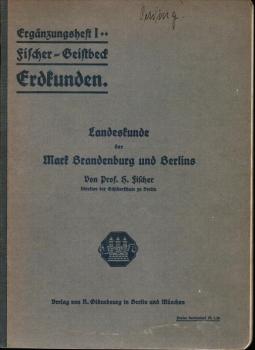 Ergänzungsheft I
Fischer-Geistbeck
Erdkunden.
Landeskunde
der
Mark Brandenburg und Berlins
Von Prof. H. Fischer
Verlag von R. Oldenbourg in Berlin und München